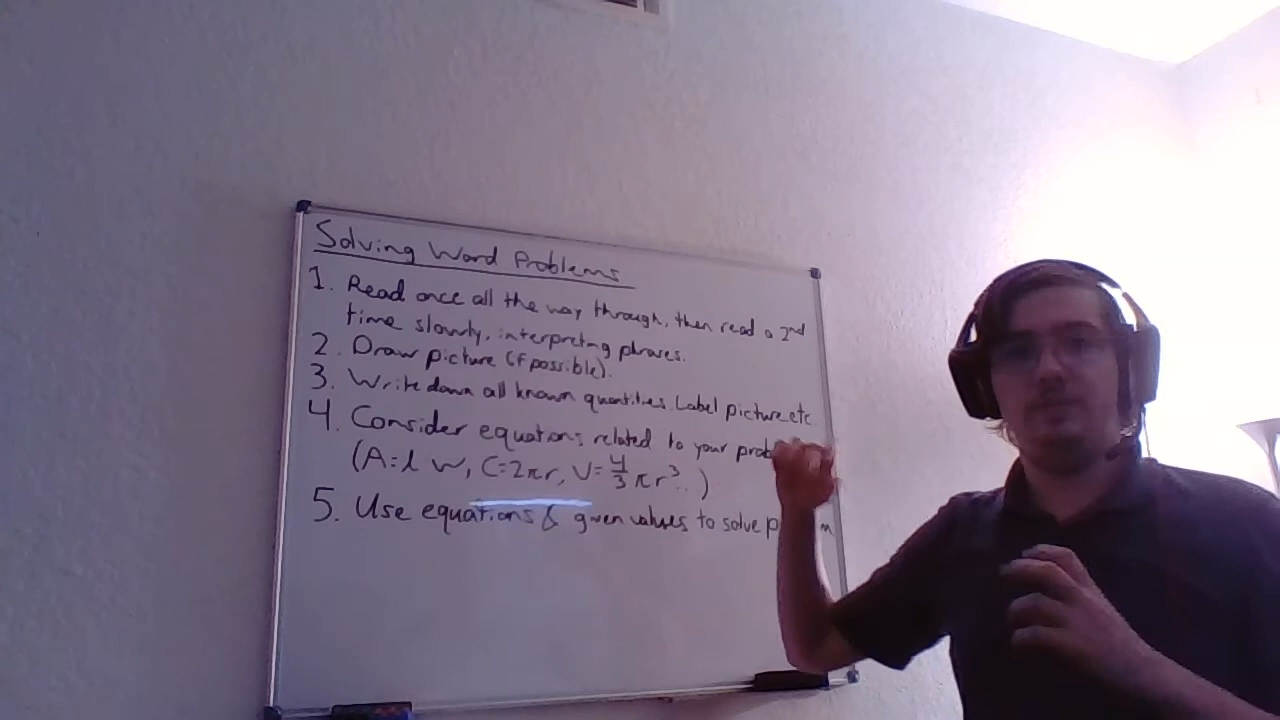 Solving Word Problems
1. Read once all the way through, then read a 2nd
time slowly, interpreting phrases.
2. Draw picture (if possible).
3. Write down all known quantities. Label picture etc.
4. Consider equations related to your prob
(A=l w, C=2πr, V=4/3 πr³..)
5. Use equations & given values to solve p m